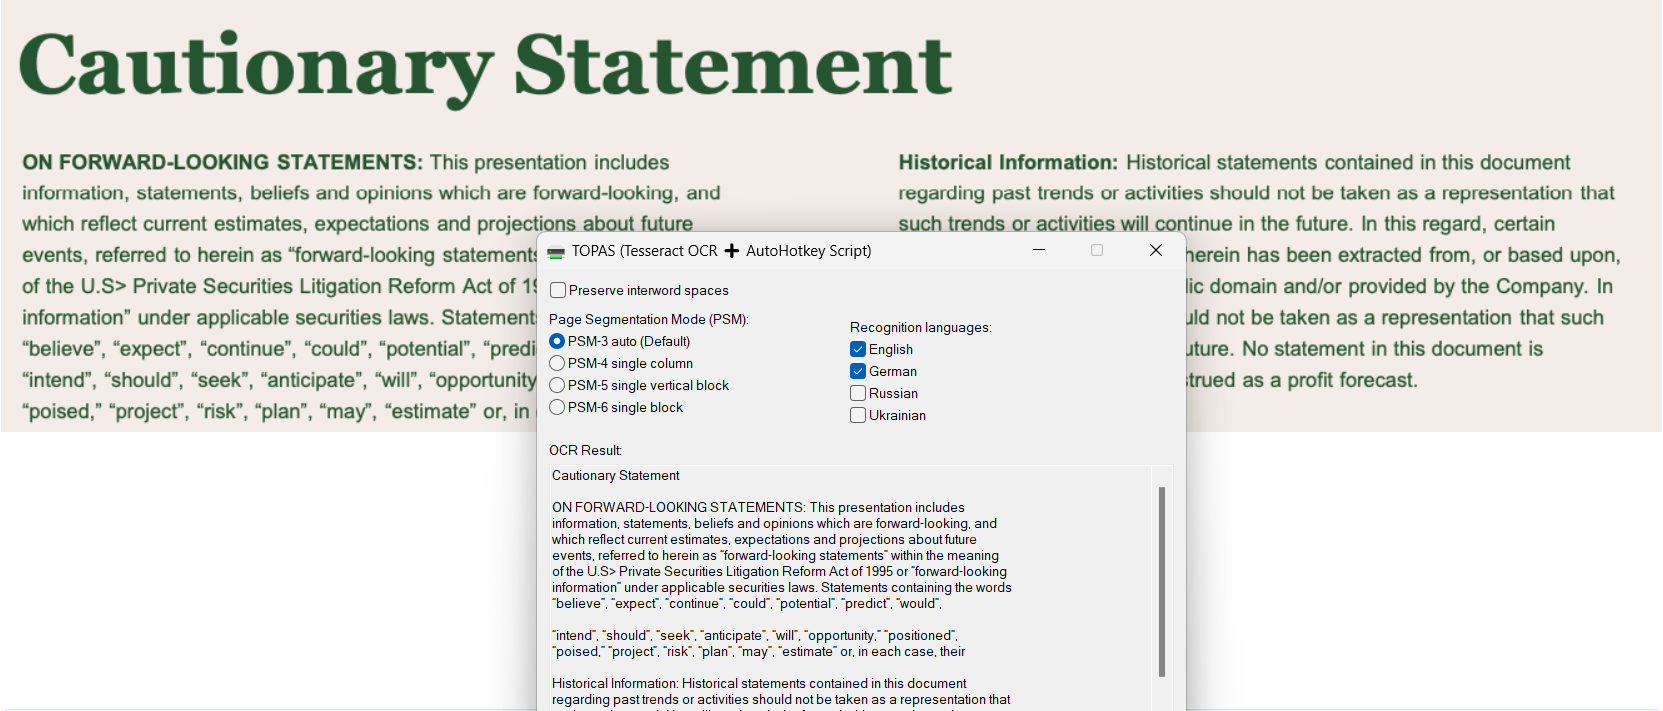 Cautionary Statement
ON FORWARD-LOOKING STATEMENTS: This presentation includes
information, statements, beliefs and opinions which are forward-looking, and
which reflect current estimates, expectations and projections about future
events, referred to herein as “forward-looking statements
of the U.S> Private Securities Litigation Reform Act of 19
information” under applicable securities laws. Statement
“believe”, “expect”, “continue”, “could”, “potential”, “predi
“intend”, “should”, “seek”, “anticipate”, “will”, “opportunity
“poised,” “project”, “risk”, “plan”, “may”, “estimate” or, in
Historical Information: Historical statements contained in this document
regarding past trends or activities should not be taken as a representation that
such trends or activities will continue in the future. In this regard, certain
herein has been extracted from, or based upon,
lic domain and/or provided by the Company. In
uld not be taken as a representation that such
uture. No statement in this document is
trued as a profit forecast.
TOPAS (Tesseract OCR ➕ AutoHotkey Script)
Preserve interword spaces
Page Segmentation Mode (PSM):
PSM-3 auto (Default)
PSM-4 single column
PSM-5 single vertical block
PSM-6 single block
Recognition languages:
English
German
Russian
Ukrainian
OCR Result:
Cautionary Statement
ON FORWARD-LOOKING STATEMENTS: This presentation includes
information, statements, beliefs and opinions which are forward-looking, and
which reflect current estimates, expectations and projections about future
events, referred to herein as “forward-looking statements” within the meaning
of the U.S> Private Securities Litigation Reform Act of 1995 or “forward-looking
information” under applicable securities laws. Statements containing the words
“believe”, “expect”, “continue”, “could”, “potential”, “predict”, “would”,
“intend”, “should”, “seek”, “anticipate”, “will”, “opportunity,” “positioned”,
“poised,” “project”, “risk”, “plan”, “may”, “estimate” or, in each case, their
Historical Information: Historical statements contained in this document
regarding past trends or activities should not be taken as a representation that